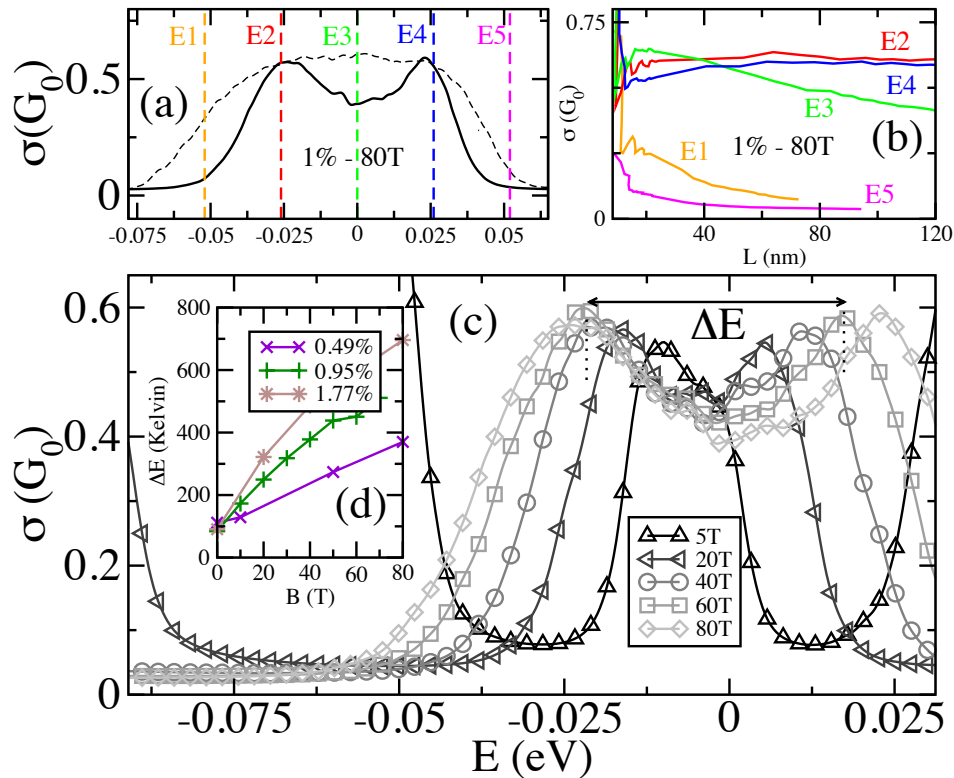 E1 E2 E3 E4 E5
σ(G0)
0.5
0
(a)
1% - 80T
-0.075 -0.05 -0.025 0 0.025 0.05
0.75
σ (G0)
0
E2
E4
E3
(b)
E1
1% - 80T
E5
40 80 120
L (nm)
σ (G0)
0.6
0.4
0.2
0
(c)
ΔE
800
600
400
200
0
ΔE (Kelvin)
0.49%
0.95%
1.77%
(d)
0 20 40 60 80
B (T)
5T
20T
40T
60T
80T
-0.075 -0.05 -0.025 0 0.025
E (eV)